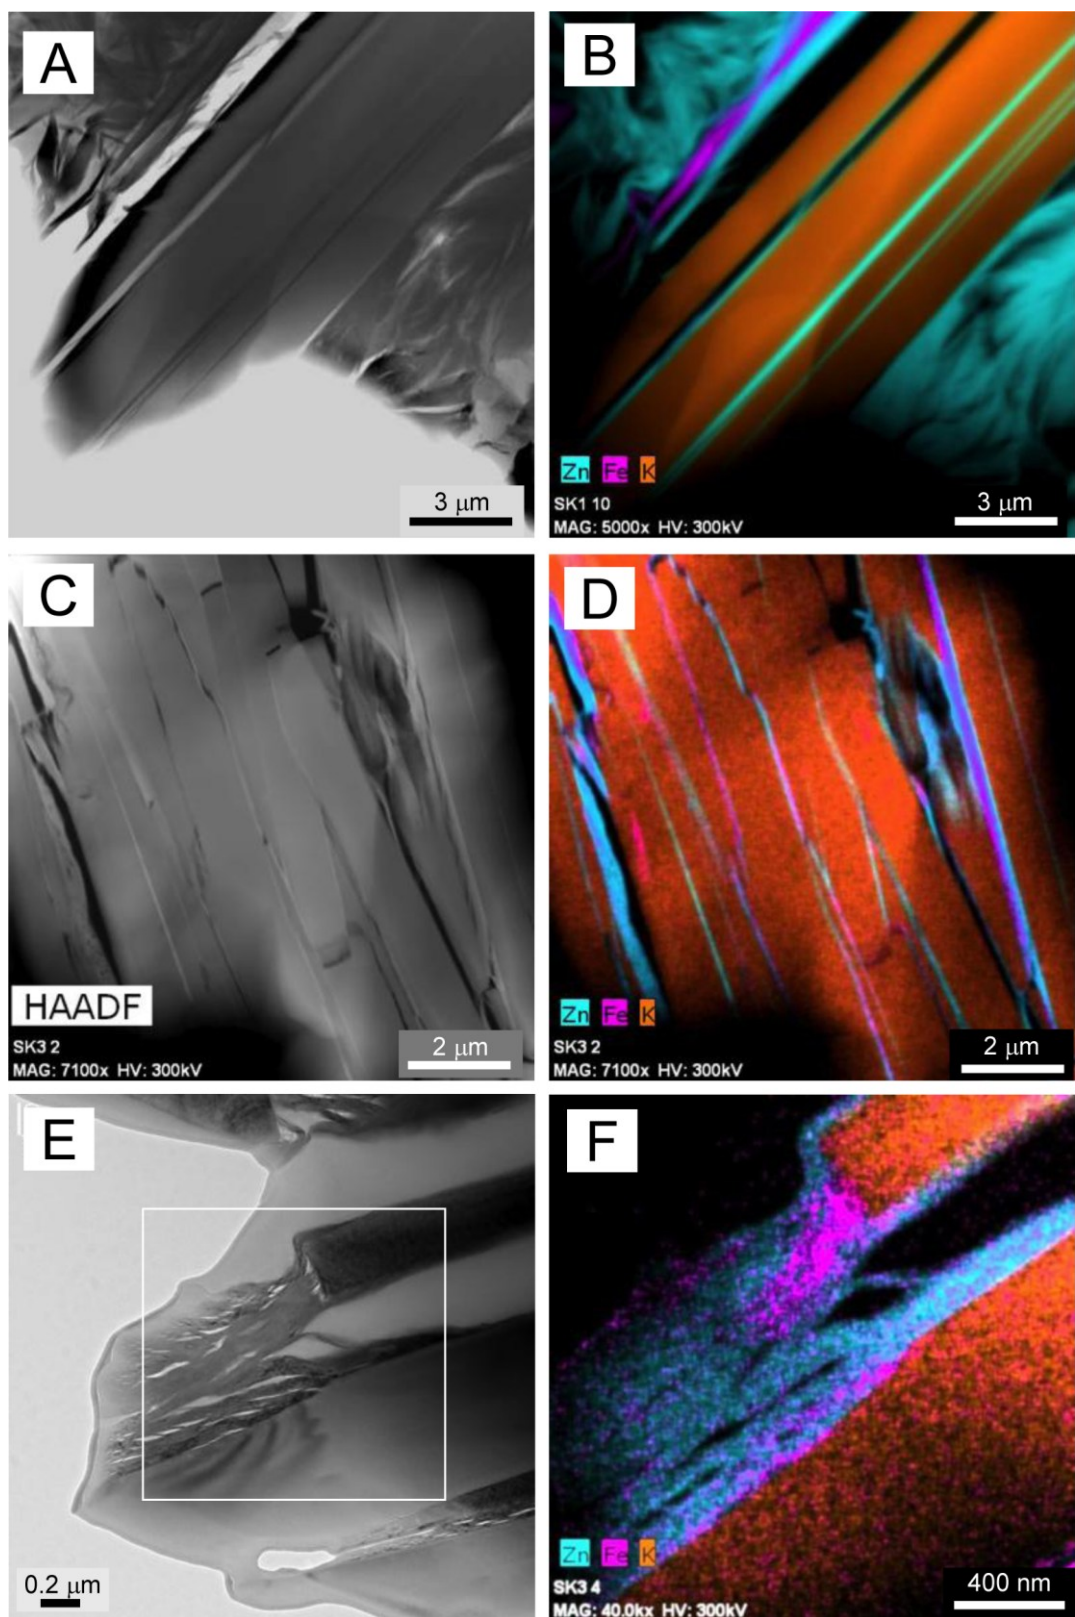 A
3 μm
B
Zn Fe K
SK1 10
MAG: 5000x HV: 300kV
3 μm
C
HAADF
SK3 2
MAG: 7100x HV: 300kV
2 μm
D
Zn Fe K
SK3 2
MAG: 7100x HV: 300kV
2 μm
E
0.2 μm
F
Zn Fe K
SK3 4
MAG: 40.0kx HV: 300kV
400 nm